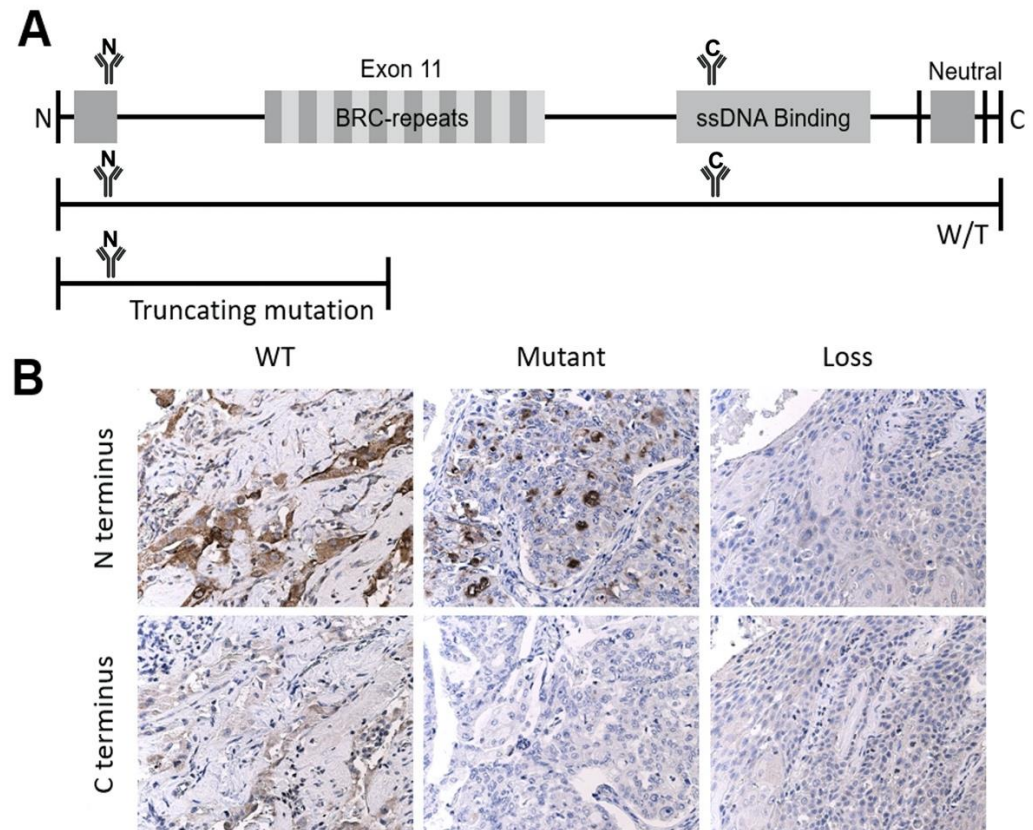 A
N
C
Exon 11
Neutral
N
BRC-repeats
ssDNA Binding
C
N
C
W/T
N
Truncating mutation
B
WT
Mutant
Loss
N terminus
C terminus